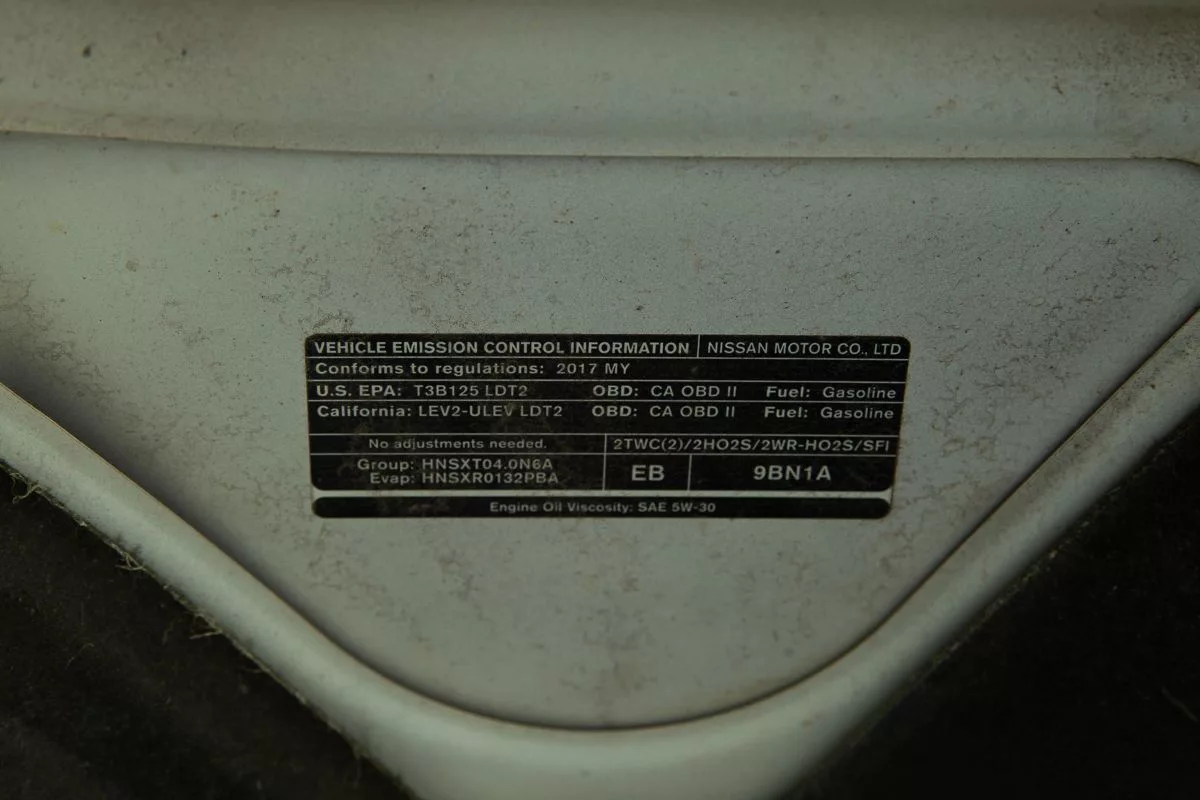 VEHICLE EMISSION CONTROL INFORMATION NISSAN MOTOR CO., LTD
Conforms to regulations: 2017 MY
U.S. EPA: T3B125 LDT2 OBD: CA OBD II Fuel: Gasoline
California: LEV2-ULEV LDT2 OBD: CA OBD II Fuel: Gasoline
No adjustments needed. 2TWC(2)/2HO2S/2WR-HO2S/SFI
Group: HNSXT04.0N6A EB 9BN1A
Evap: HNSXR0132PBA
Engine Oil Viscosity: SAE 5W-30